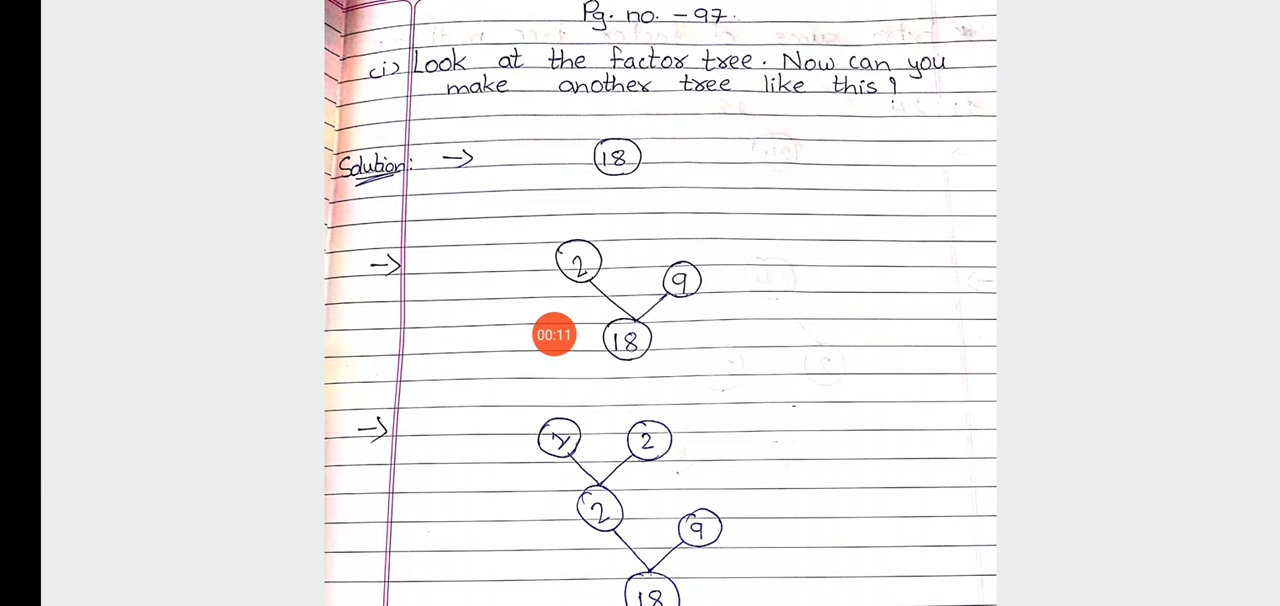 Pg. no. - 97.
(i) Look at the factor tree. Now can you
make another tree like this?
Solution: → 18
→ 2 9
00:11
18
→ 2
2 9
18